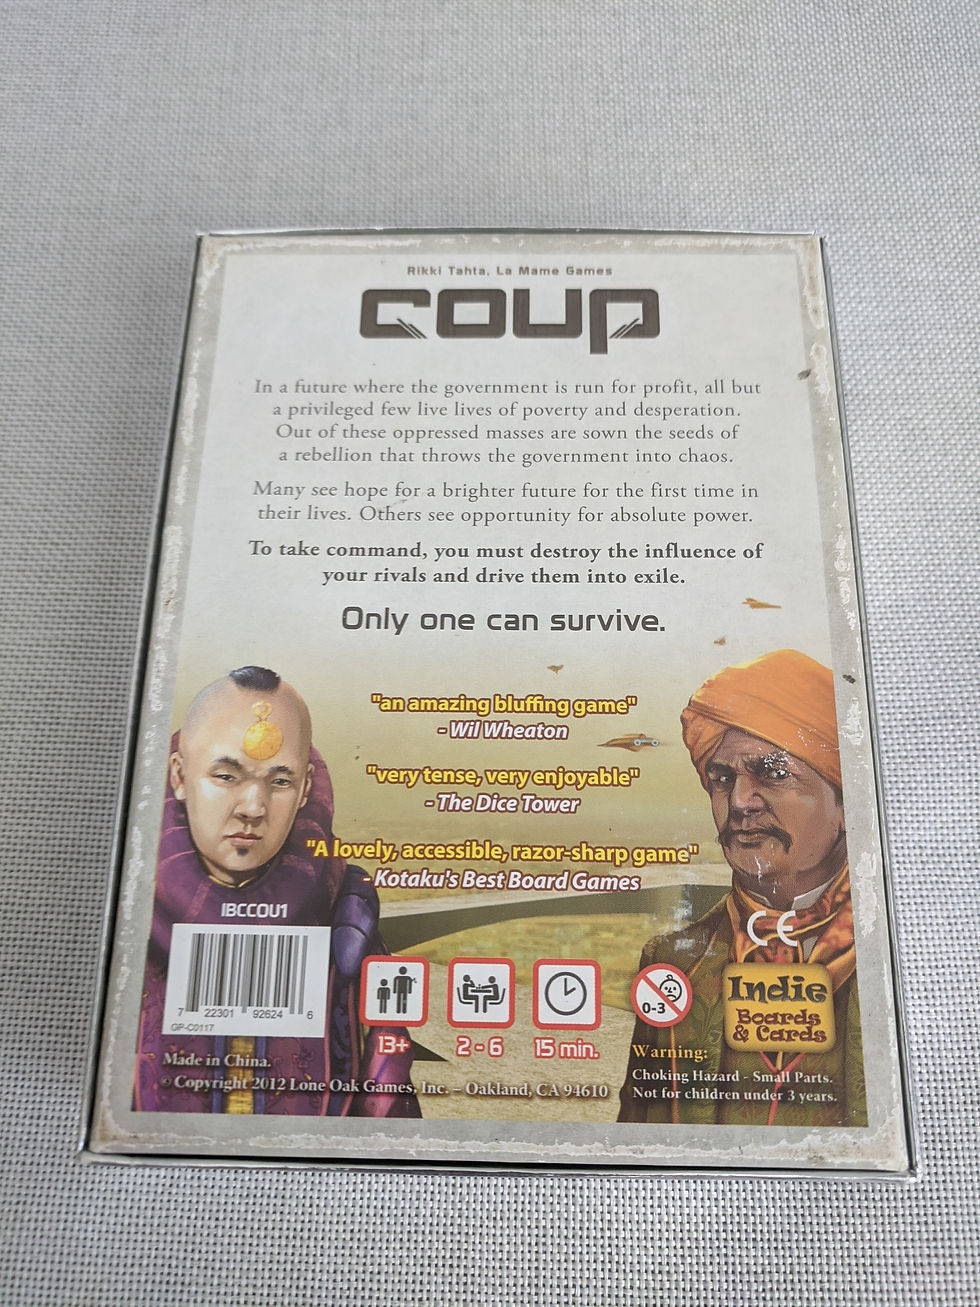 Rikki Tahta, La Mame Games
COUP
In a future where the government is run for profit, all but
a privileged few live lives of poverty and desperation.
Out of these oppressed masses are sown the seeds of
a rebellion that throws the government into chaos.
Many see hope for a brighter future for the first time in
their lives. Others see opportunity for absolute power.
To take command, you must destroy the influence of
your rivals and drive them into exile.
Only one can survive.
"an amazing bluffing game"
- Wil Wheaton
"very tense, very enjoyable"
- The Dice Tower
"A lovely, accessible, razor-sharp game"
- Kotaku's Best Board Games
IBCCOU1
7 22301 92624 6
GP-C0117
13+
2 - 6
15 min.
0-3
CE
Indie
Boards
& Cards
Warning:
Choking Hazard - Small Parts.
Not for children under 3 years.
Made in China.
© Copyright 2012 Lone Oak Games, Inc. – Oakland, CA 94610